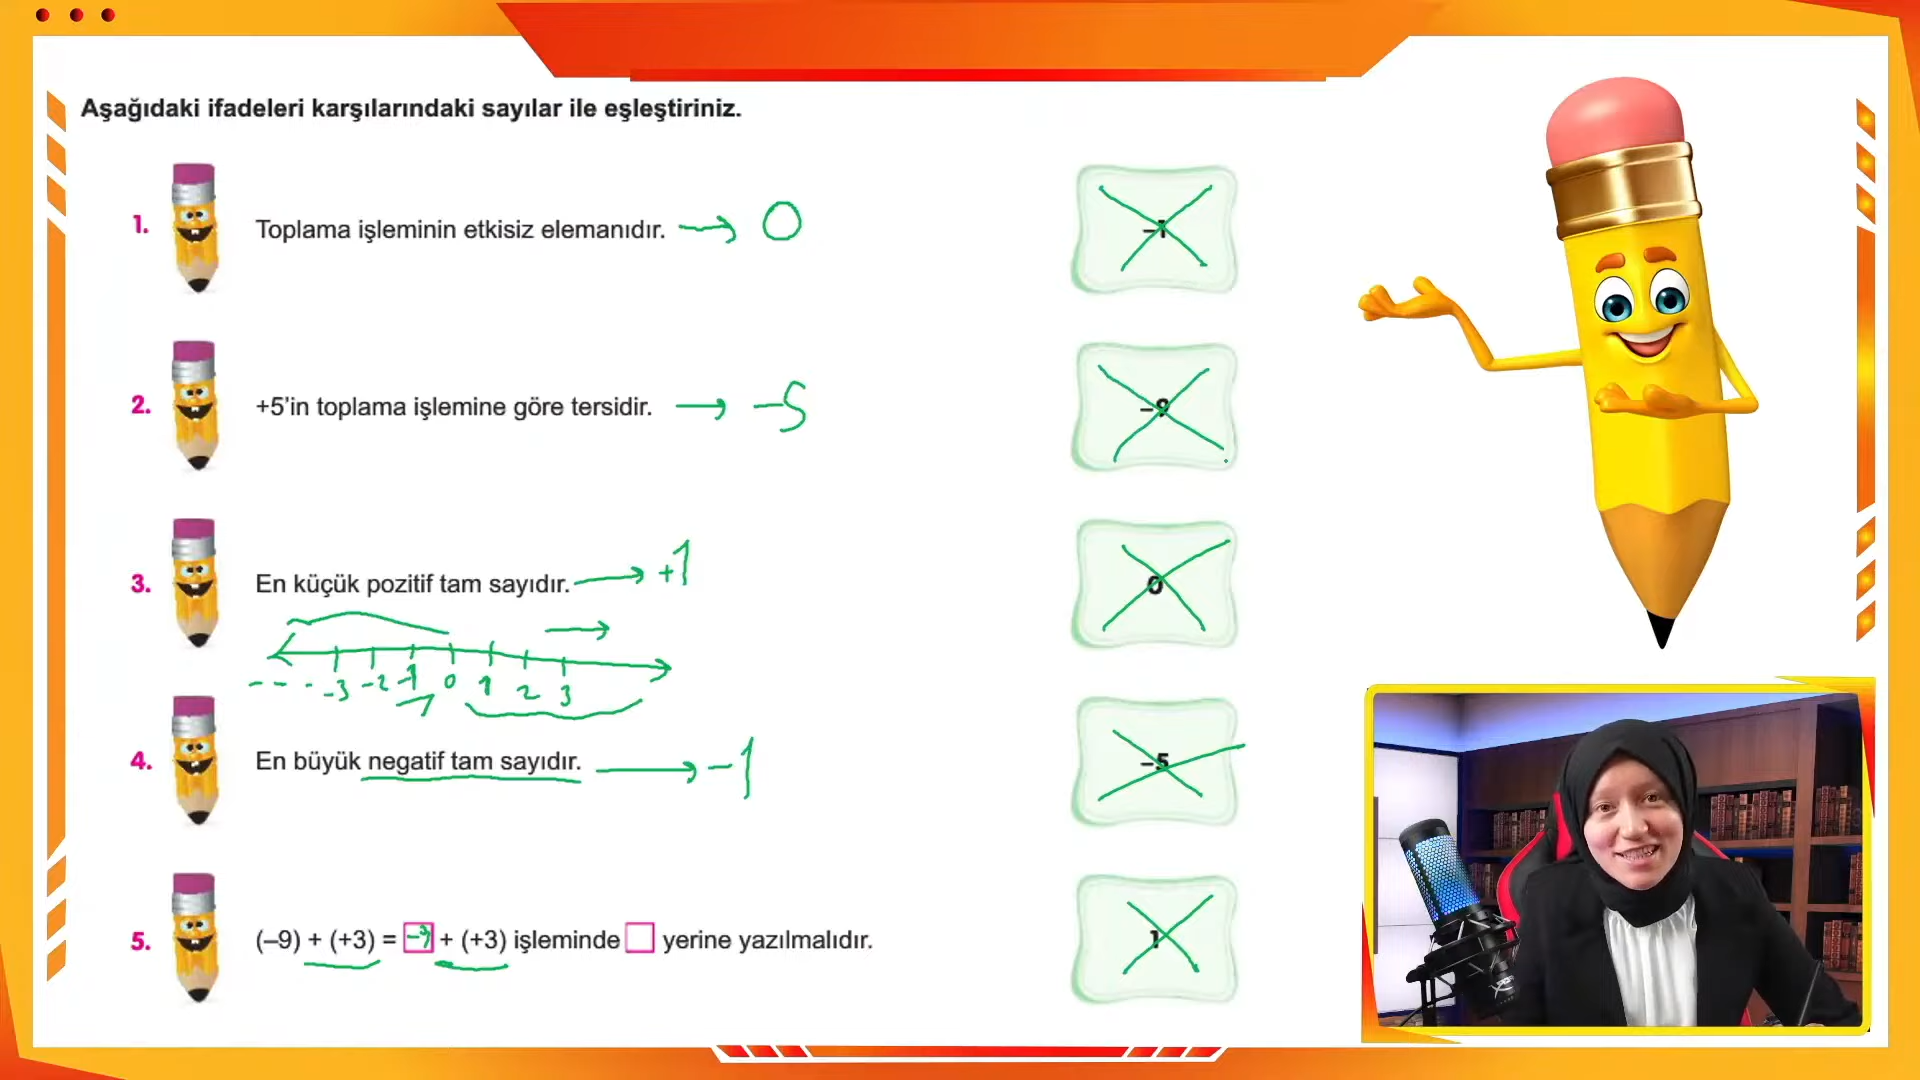 Aşağıdaki ifadeleri karşılarındaki sayılar ile eşleştiriniz.
1. Toplama işleminin etkisiz elemanıdır. → 0
–1
2. +5'in toplama işlemine göre tersidir. → -5
–9
3. En küçük pozitif tam sayıdır. → +1
0
- - - -3 -2 -1 0 1 2 3
4. En büyük negatif tam sayıdır. → -1
–5
5. (–9) + (+3) = -9 + (+3) işleminde □ yerine yazılmalıdır.
1